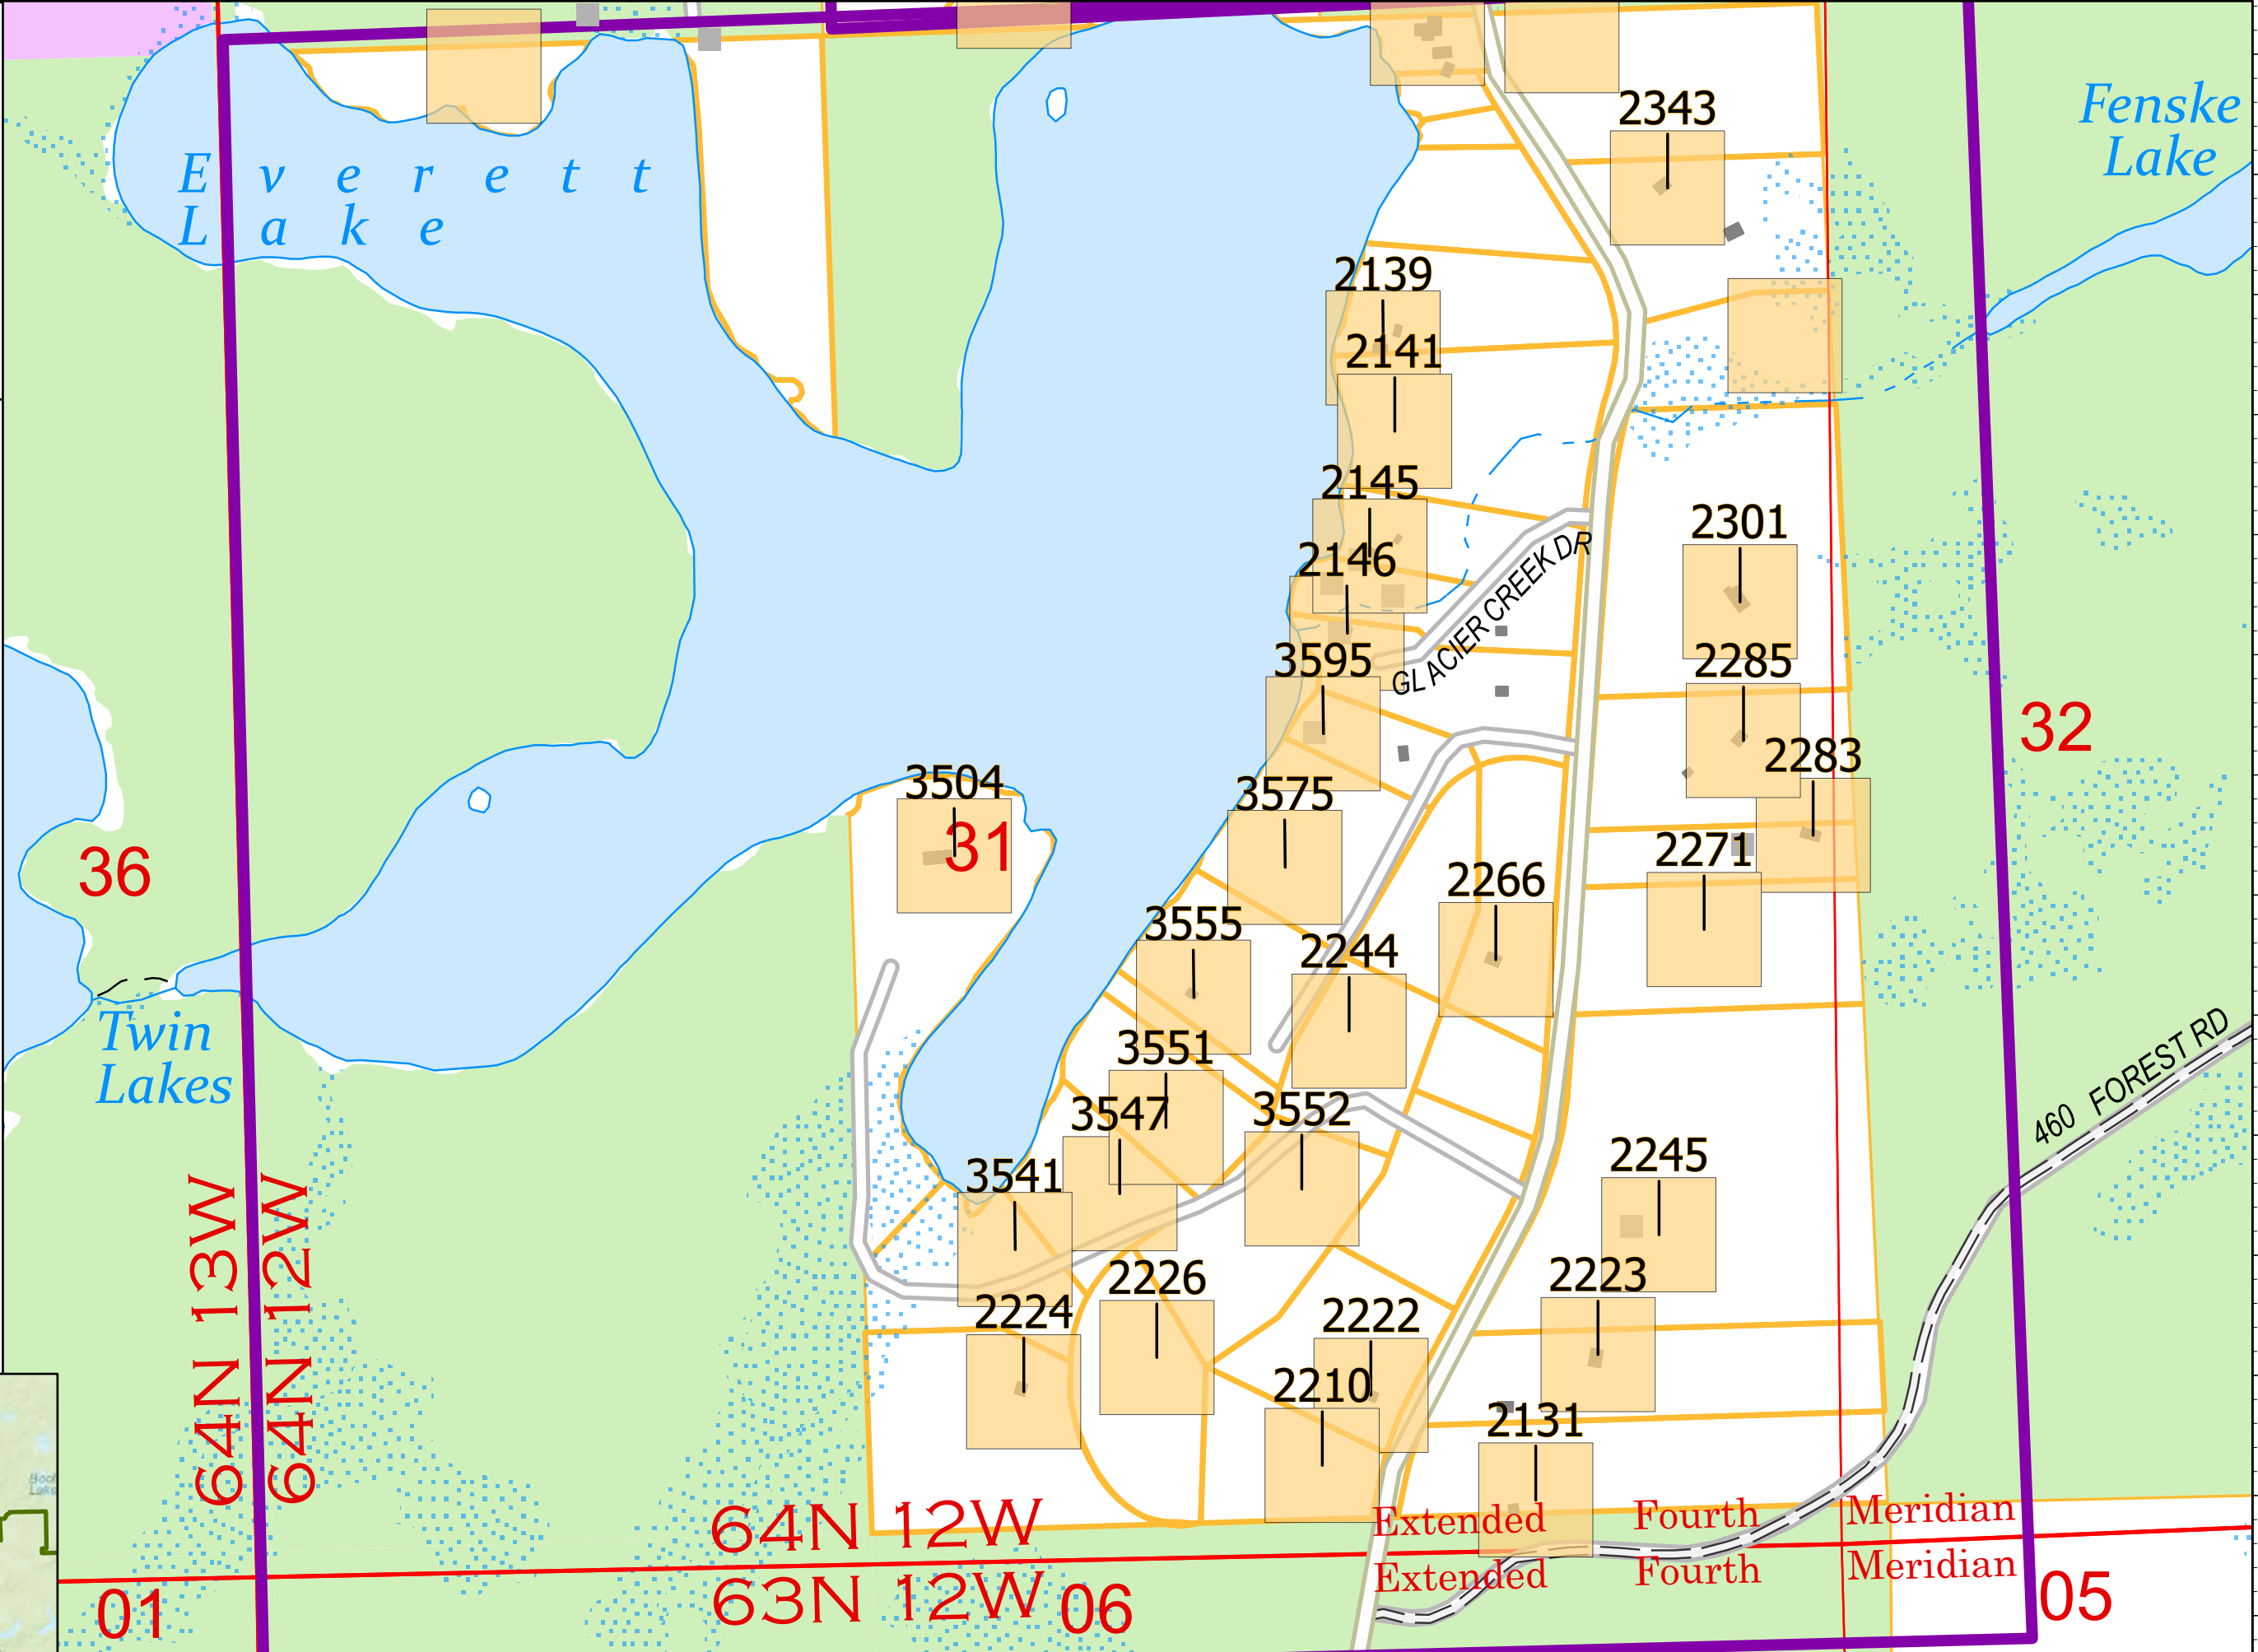 2343
Fenske
Lake
Everett
Lake
2139
2141
2145
2301
2146
GLACIER CREEK DR
3595
2285
32
2283
3504
3575
31
2271
36
2266
3555
2244
Twin
Lakes
3551
460 FOREST RD
3547
3552
3541
2245
64N 13W
64N 12W
2226
2223
2224
2222
2210
2131
64N 12W
Extended Fourth Meridian
63N 12W
Extended Fourth Meridian
01
06
05